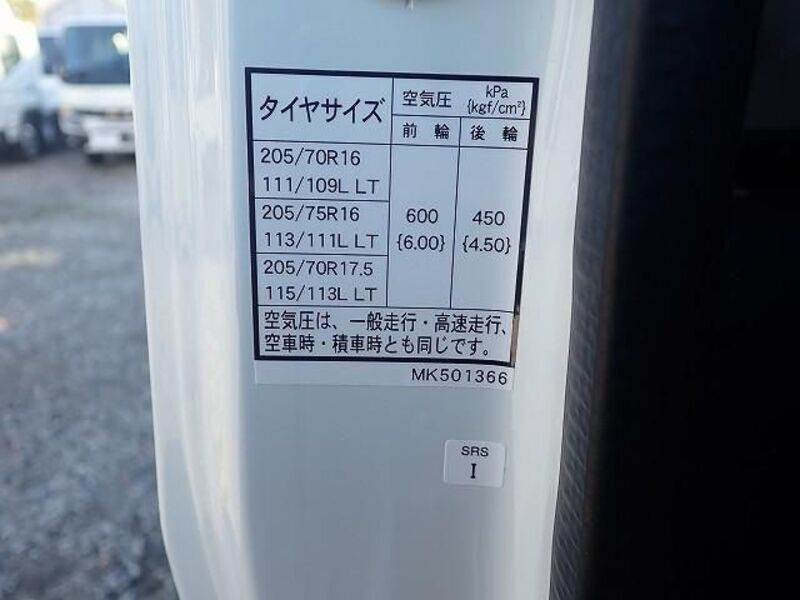 タイヤサイズ
空気圧 kPa {kgf/cm²}
前輪 後輪
205/70R16
111/109L LT
205/75R16
113/111L LT
600 450
{6.00} {4.50}
205/70R17.5
115/113L LT
空気圧は、一般走行・高速走行、
空車時・積車時とも同じです。
MK501366
SRS
I